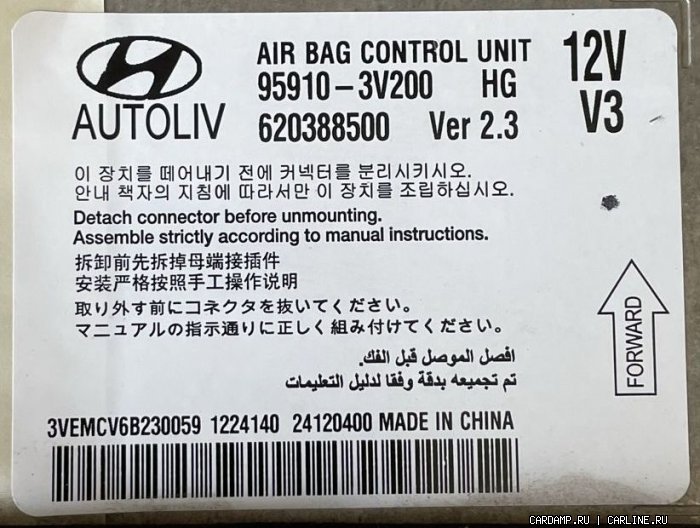 AIR BAG CONTROL UNIT 12V
95910-3V200 HG V3
AUTOLIV 620388500 Ver 2.3
이 장치를 떼어내기 전에 커넥터를 분리시키시오.
안내 책자의 지침에 따라서만 이 장치를 조립하십시오.
Detach connector before unmounting.
Assemble strictly according to manual instructions.
拆卸前先拆掉母端接插件
安装严格按照手工操作说明
取り外す前にコネクタを抜いてください。
マニュアルの指示通りに正しく組み付けてください。
افصل الموصل قبل الفك.
تم تجميعه بدقة وفقا لدليل التعليمات
FORWARD
3VEMCV6B230059 1224140 24120400 MADE IN CHINA
CARDAMP.RU | CARLINE.RU